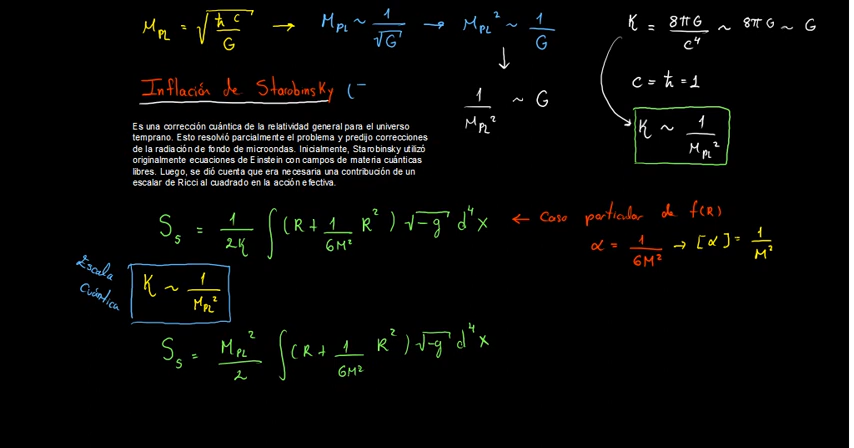 M_PL = √(ħ c / G) → M_PL ~ 1/√G → M_PL² ~ 1/G
K = 8πG / c⁴ ~ 8πG ~ G
Inflación de Starobinsky (
1/M_PL² ~ G
c = ħ = 1
K ~ 1/M_PL²
Es una corrección cuántica de la relatividad general para el universo
temprano. Esto resolvió parcialmente el problema y predijo correcciones
de la radiación de fondo de microondas. Inicialmente, Starobinsky utilizó
originalmente ecuaciones de Einstein con campos de materia cuánticas
libres. Luego, se dió cuenta que era necesaria una contribución de un
escalar de Ricci al cuadrado en la acción efectiva.
S_s = 1/2K ∫ (R + 1/6M² R²) √-g d⁴x ← Caso particular de f(R)
α = 1/6M² → [α] = 1/M²
Escala
Cuántica
K ~ 1/M_PL²
S_s = M_PL²/2 ∫ (R + 1/6M² R²) √-g d⁴x